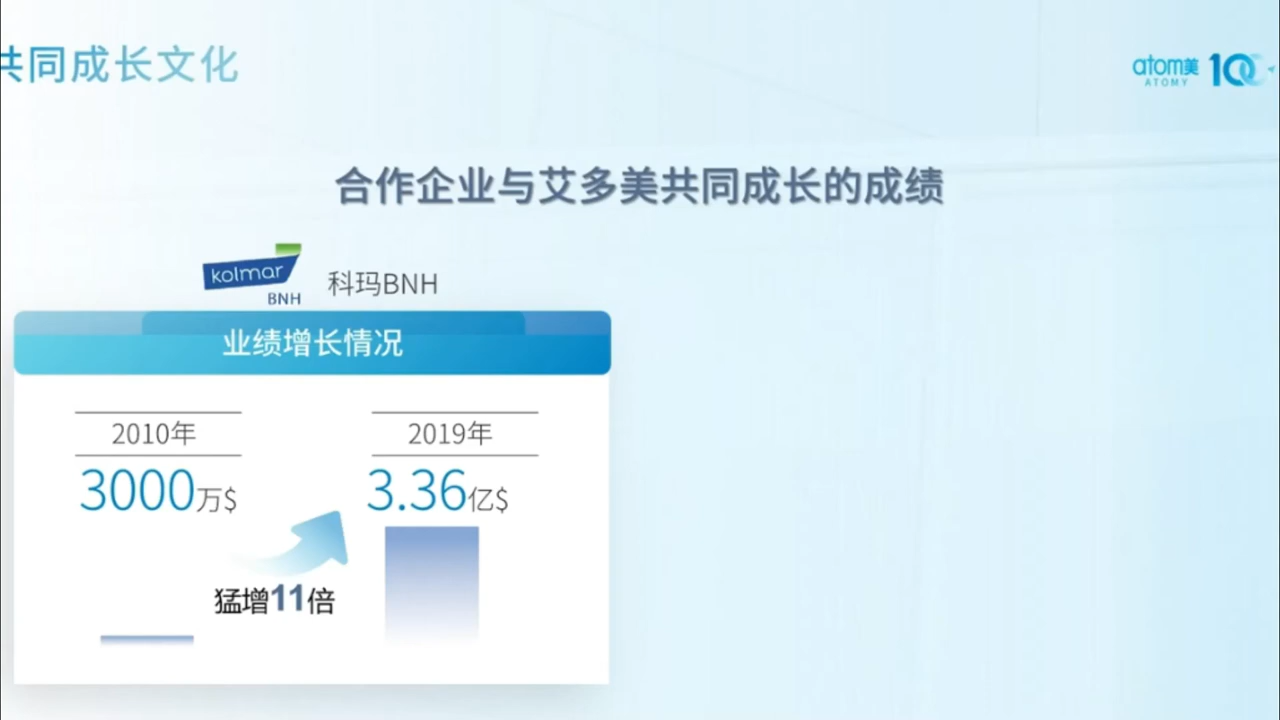 共同成长文化
atom美
ATOMY
100
合作企业与艾多美共同成长的成绩
kolmar
BNH
科玛BNH
业绩增长情况
2010年
2019年
3000万$
3.36亿$
猛增11倍